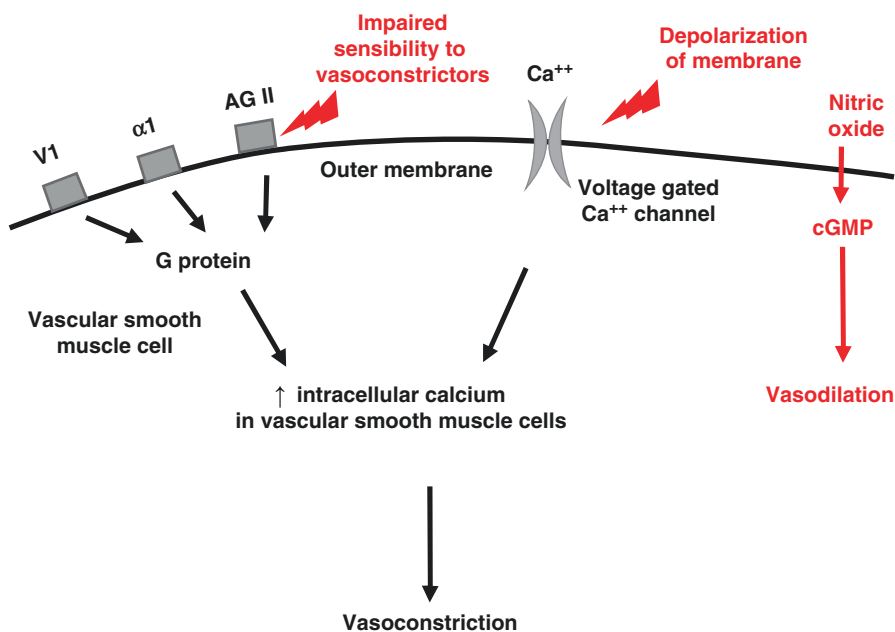 Impaired
sensibility to
vasoconstrictors
Depolarization
of membrane
Ca++
Nitric
oxide
AG II
α1
V1
Outer membrane
Voltage gated
Ca++ channel
cGMP
G protein
Vascular smooth
muscle cell
↑ intracellular calcium
in vascular smooth muscle cells
Vasodilation
Vasoconstriction